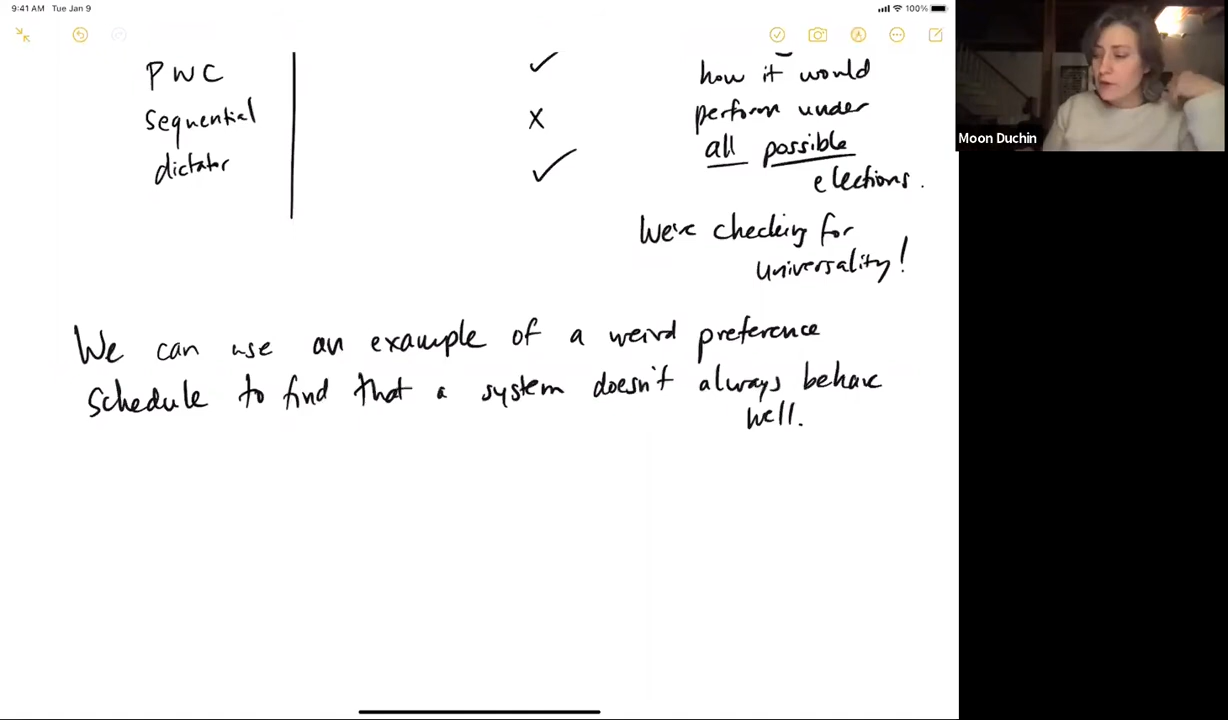 9:41 AM Tue Jan 9
100%
PWC
sequential
dictator
✓
X
✓
how it would
perform under
all possible
elections.
We're checking for
universality!
We can use an example of a weird preference
schedule to find that a system doesn't always behave
well.
Moon Duchin